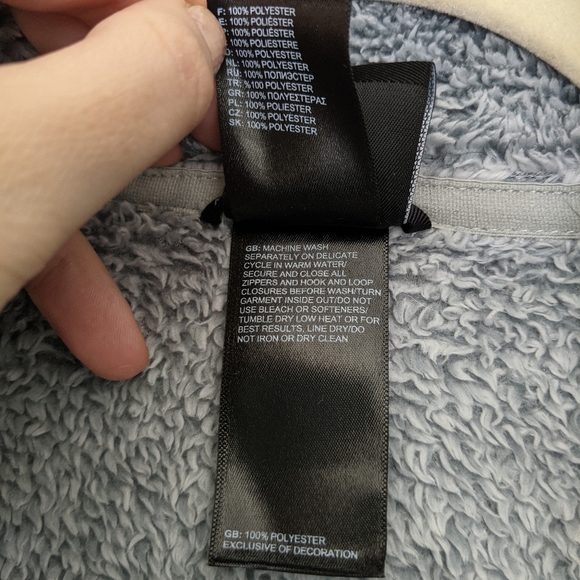 F: 100% POLYESTER
E: 100% POLIÉSTER
100% POLYESTER
100% POLIESTERE
100% POLYESTER
NL: 100% POLYESTER
RU: 100% ПОЛИЭСТЕР
TR: %100 POLYESTER
GR: 100% ΠΟΛΥΕΣΤΕΡΑΣ
PL: 100% POLIESTER
CZ: 100% POLYESTER
SK: 100% POLYESTER
GB: MACHINE WASH
SEPARATELY ON DELICATE
CYCLE IN WARM WATER/
SECURE AND CLOSE ALL
ZIPPERS AND HOOK AND LOOP
CLOSURES BEFORE WASH/TURN
GARMENT INSIDE OUT/DO NOT
USE BLEACH OR SOFTENERS/
TUMBLE DRY LOW HEAT OR FOR
BEST RESULTS, LINE DRY/DO
NOT IRON OR DRY CLEAN
GB: 100% POLYESTER
EXCLUSIVE OF DECORATION